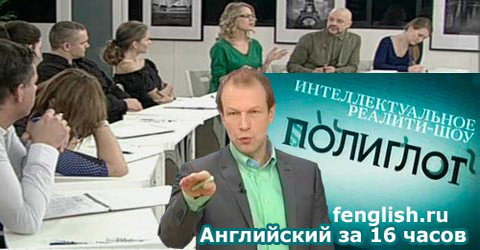 ИНТЕЛЛЕКТУАЛЬНОЕ
РЕАЛИТИ-ШОУ
ПОЛИГЛОТ
fenglish.ru
Английский за 16 часов